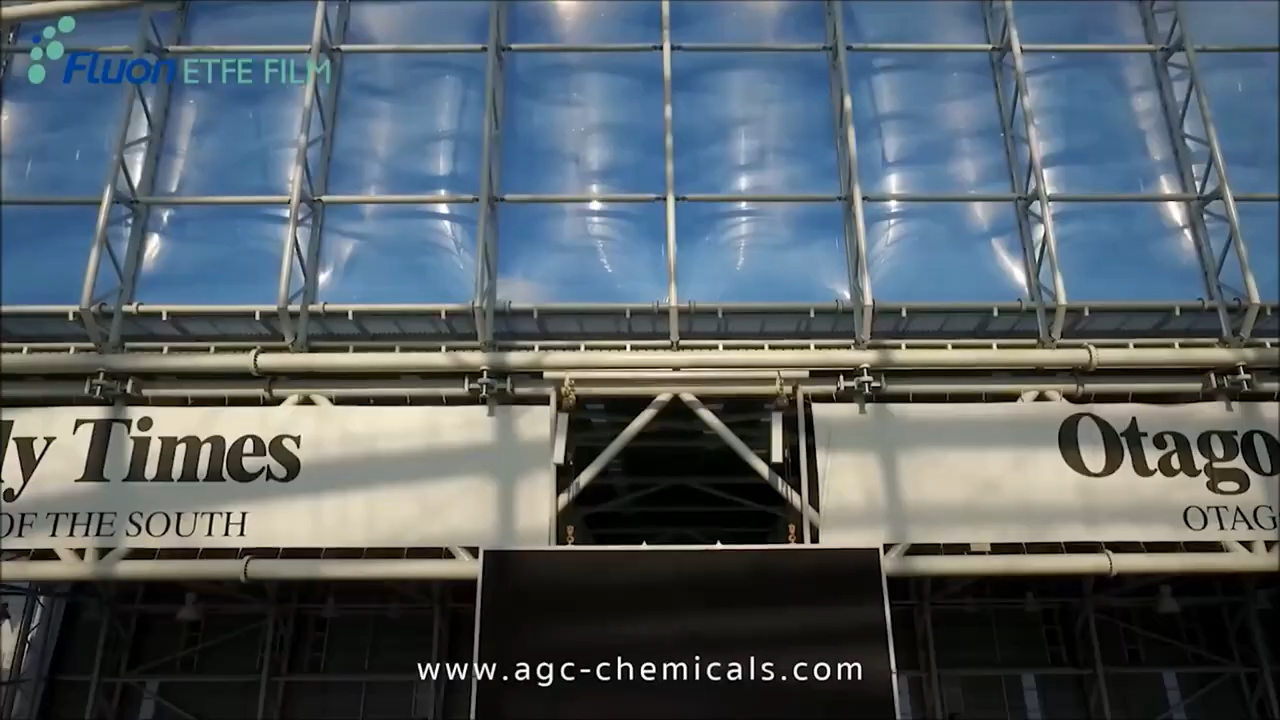 Fluon ETFE FILM
ly Times
OF THE SOUTH
Otago
OTAG
www.agc-chemicals.com